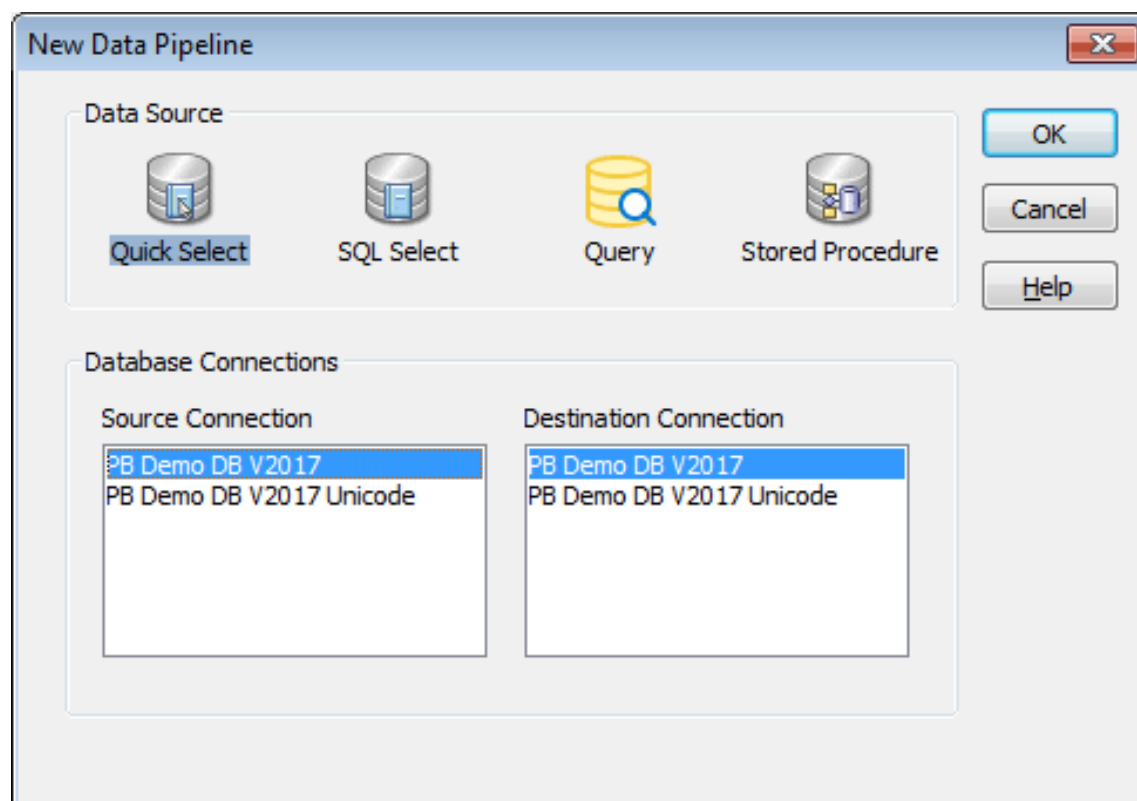 New Data Pipeline
Data Source
Quick Select
SQL Select
Query
Stored Procedure
OK
Cancel
Help
Database Connections
Source Connection
PB Demo DB V2017
PB Demo DB V2017 Unicode
Destination Connection
PB Demo DB V2017
PB Demo DB V2017 Unicode